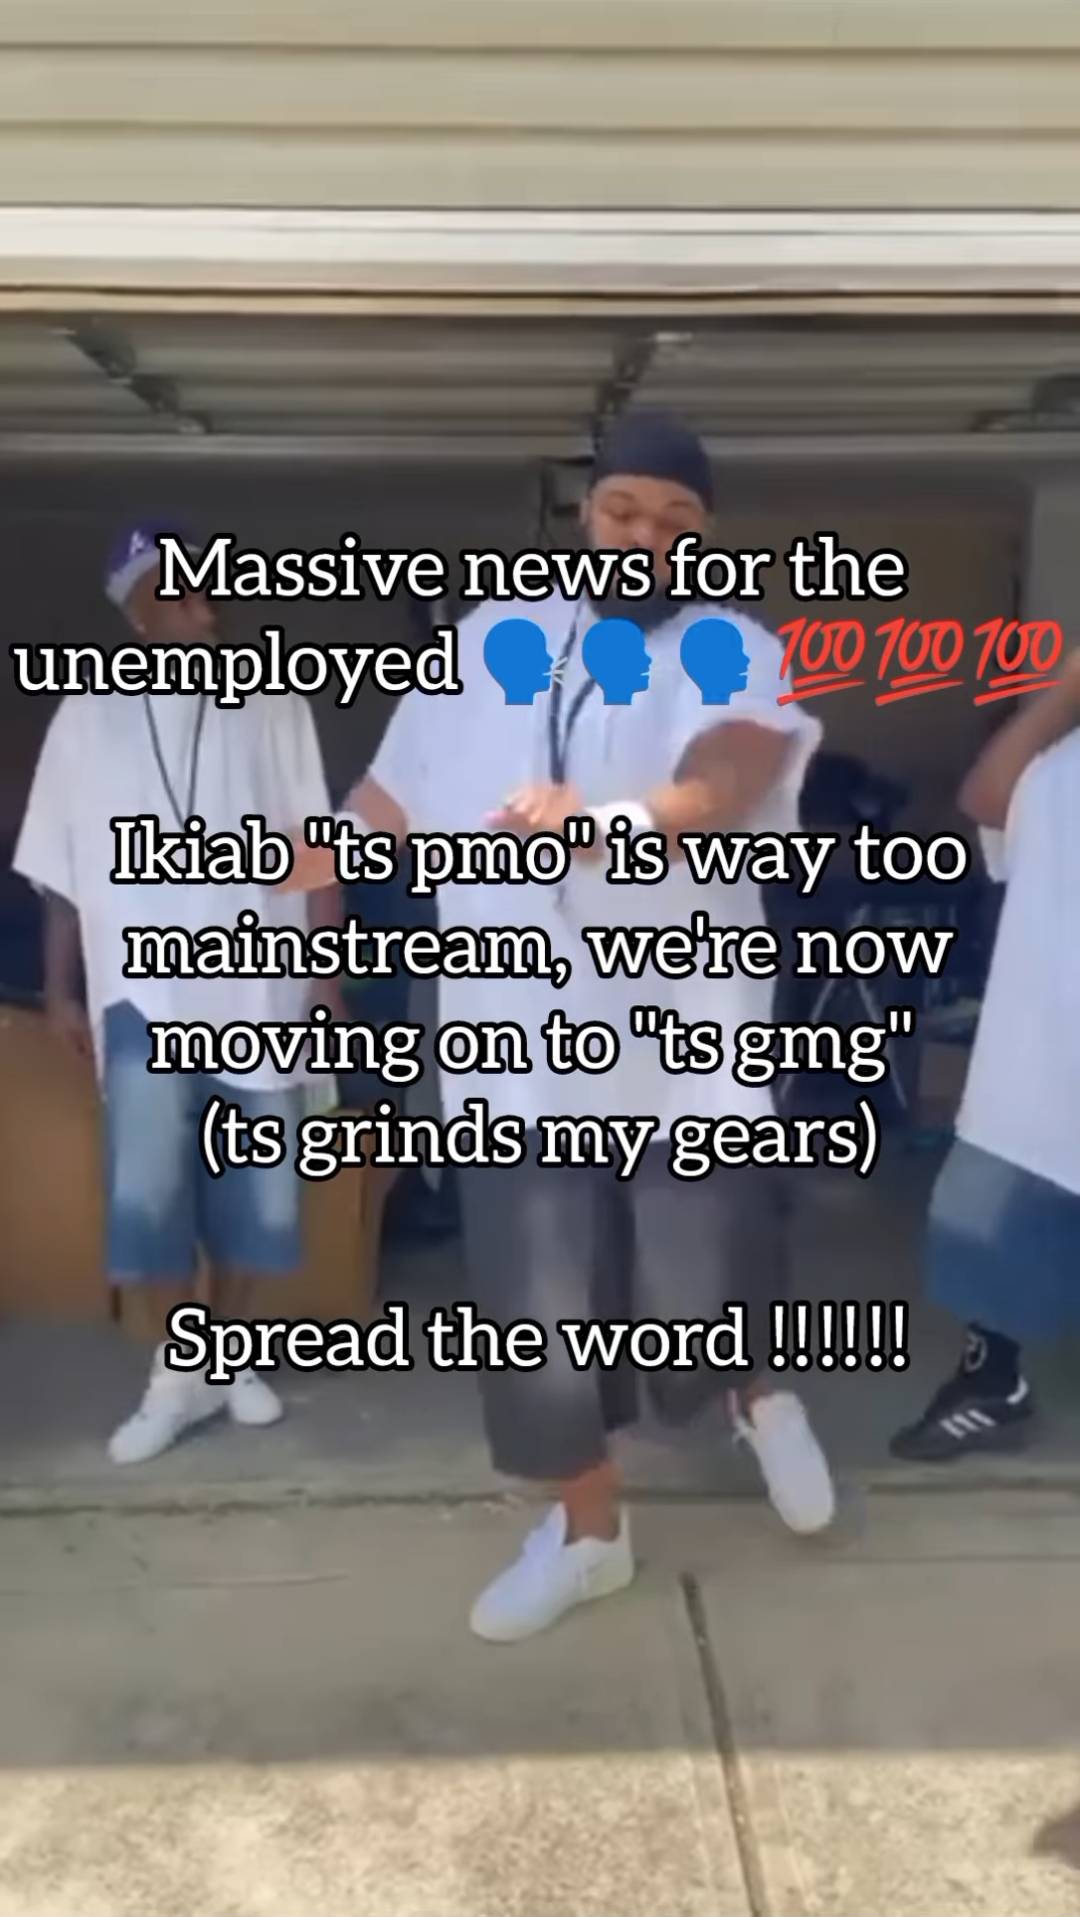 Massive news for the
unemployed 🗣️🗣️🗣️💯💯💯
Ikiab "ts pmo" is way too
mainstream, we're now
moving on to "ts gmg"
(ts grinds my gears)
Spread the word !!!!!!